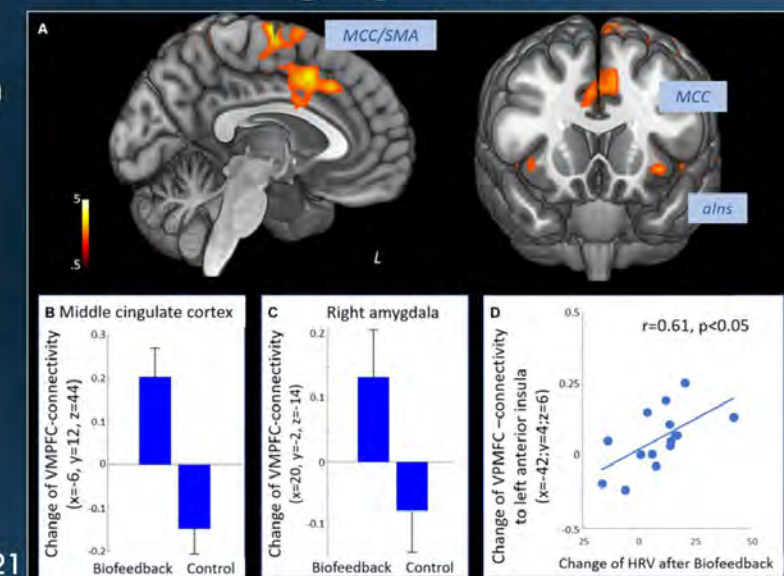 A
MCC/SMA
MCC
aIns
5
.5
L
B Middle cingulate cortex
Change of VMPFC-connectivity
(x=-6, y=12, z=44)
0.3
0.2
0.1
0
-0.1
-0.2
Biofeedback Control
C Right amygdala
Change of VMPFC-connectivity
(x=20, y=-2, z=-14)
0.2
0.1
0
-0.1
Biofeedback Control
D
r=0.61, p<0.05
Change of VPMFC –connectivity
to left anterior insula
(x=-42;y=4;z=6)
0.5
0.25
0
-0.5
25 0 25 50
Change of HRV after Biofeedback
21